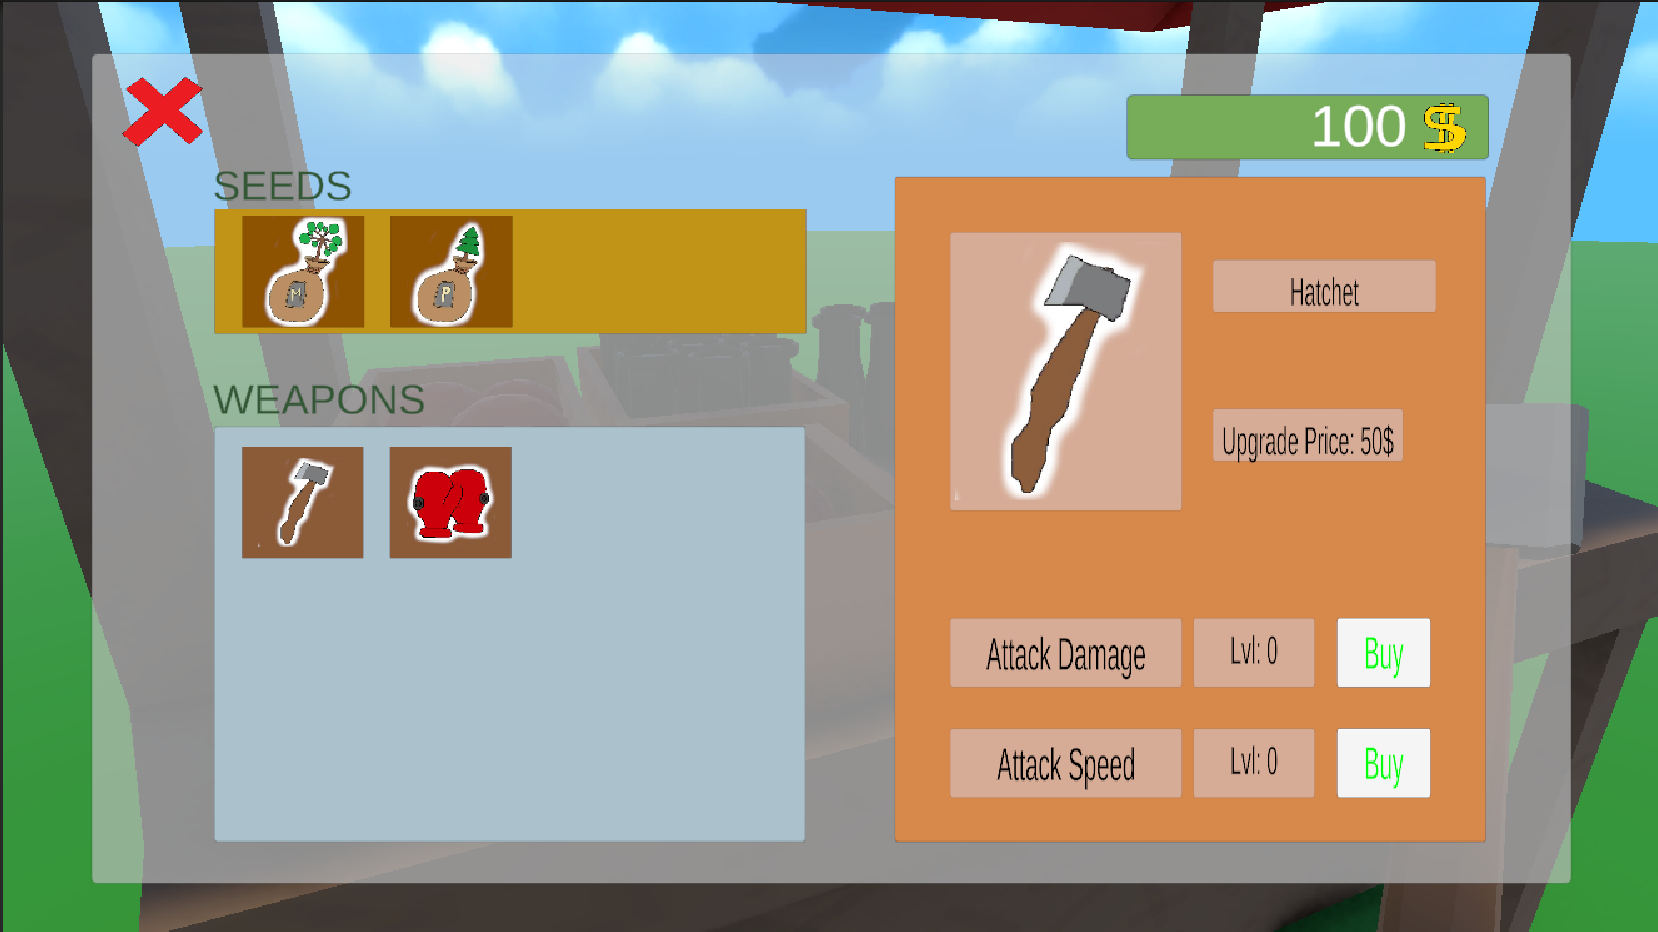 100 $
SEEDS
M
P
WEAPONS
Hatchet
Upgrade Price: 50$
Attack Damage
Lvl: 0
Buy
Attack Speed
Lvl: 0
Buy